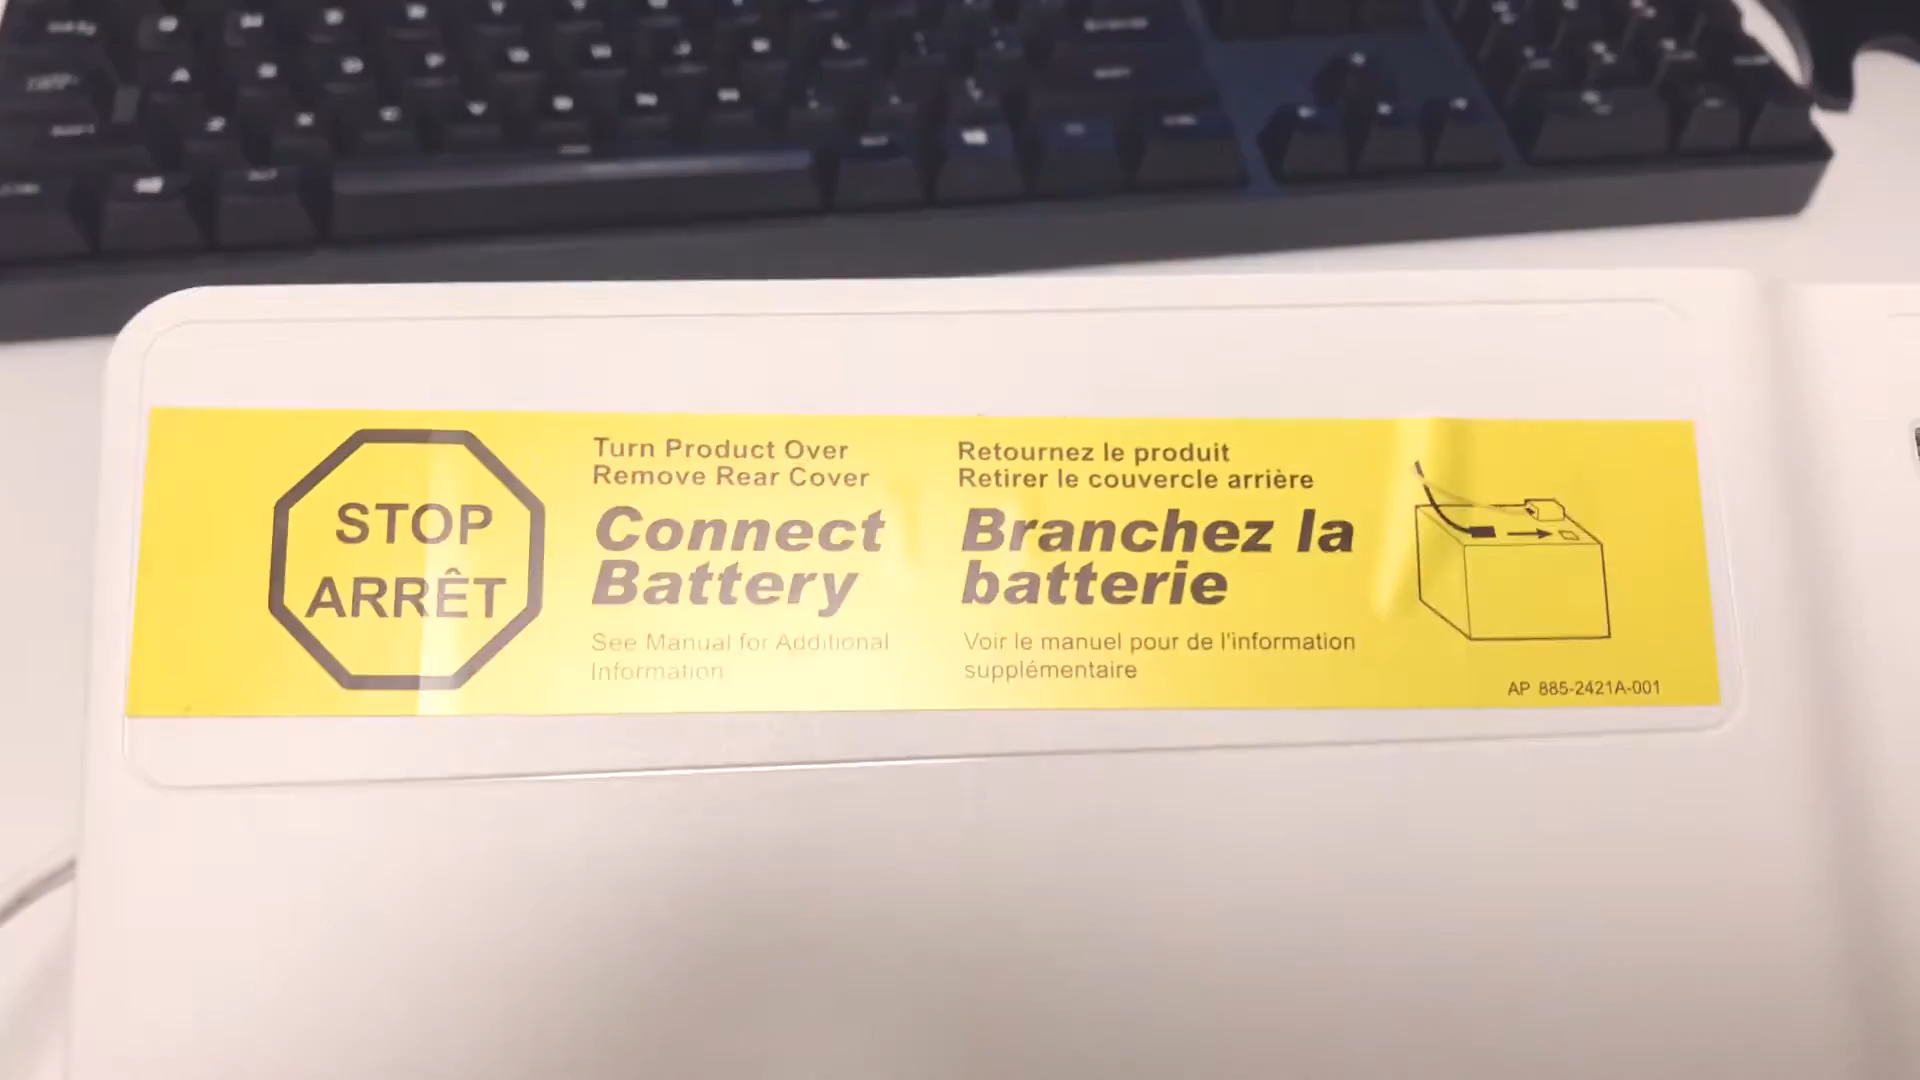 STOP
ARRÊT
Turn Product Over
Remove Rear Cover
Connect
Battery
See Manual for Additional
Information
Retournez le produit
Retirer le couvercle arrière
Branchez la
batterie
Voir le manuel pour de l'information
supplémentaire
AP 885-2421A-001